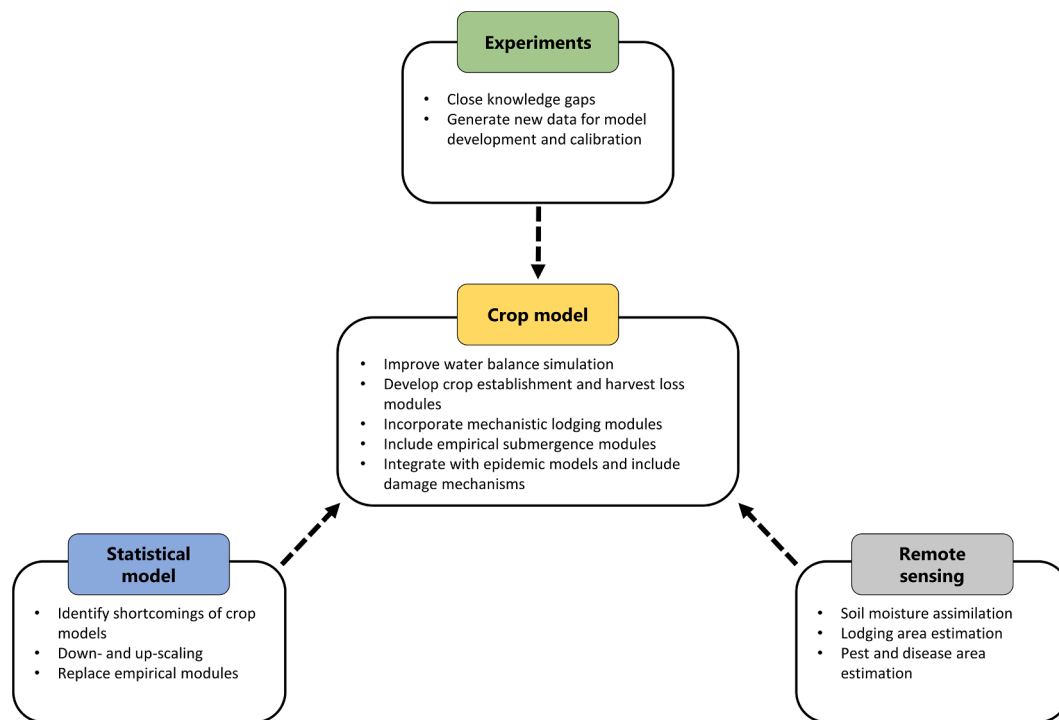 Experiments
• Close knowledge gaps
• Generate new data for model
development and calibration
Crop model
• Improve water balance simulation
• Develop crop establishment and harvest loss
modules
• Incorporate mechanistic lodging modules
• Include empirical submergence modules
• Integrate with epidemic models and include
damage mechanisms
Statistical
model
• Identify shortcomings of crop
models
• Down- and up-scaling
• Replace empirical modules
Remote
sensing
• Soil moisture assimilation
• Lodging area estimation
• Pest and disease area
estimation